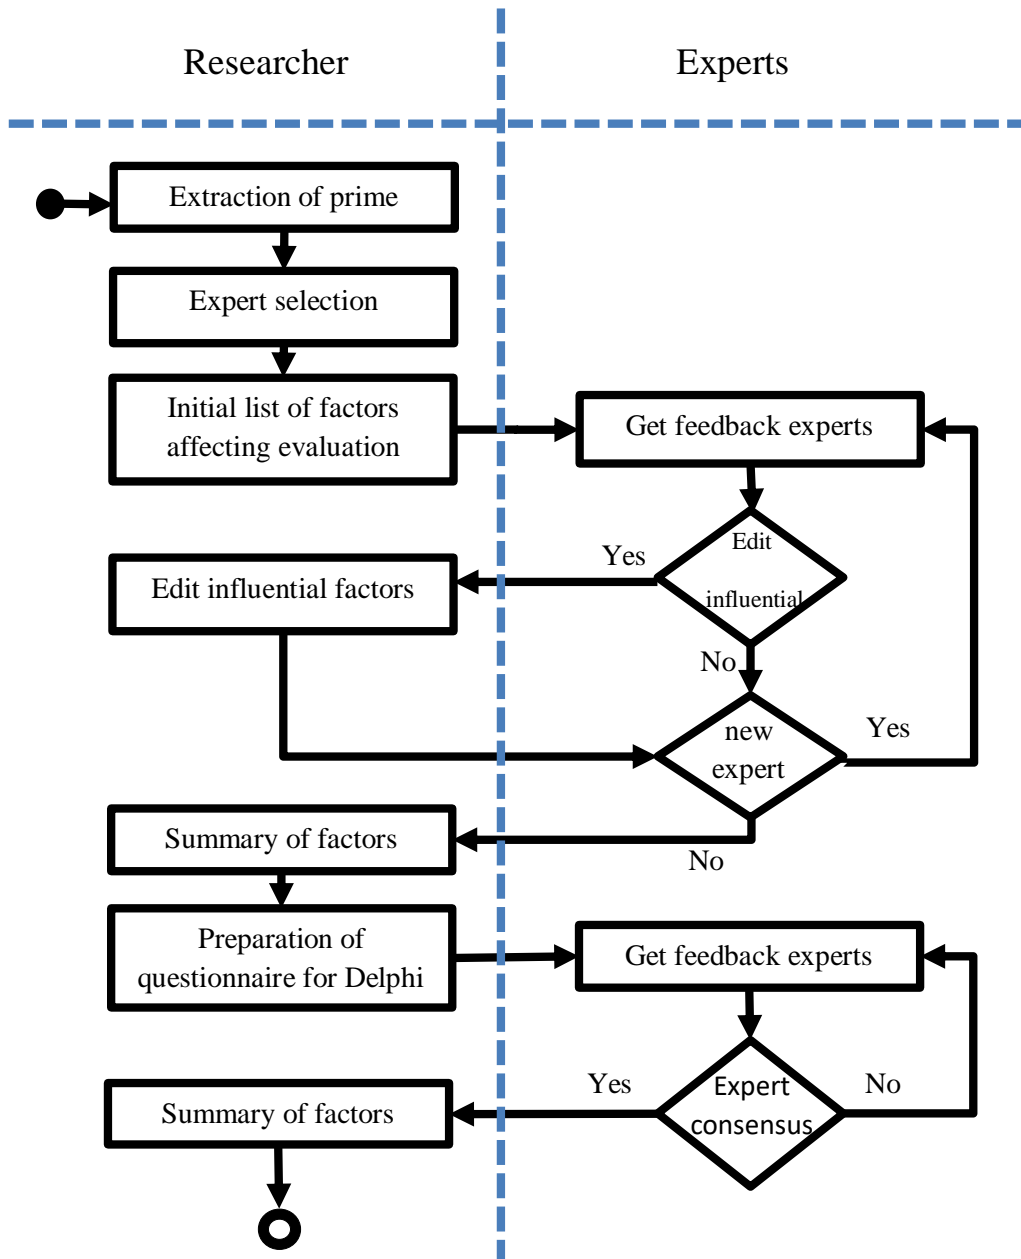 Researcher
Experts
Extraction of prime
Expert selection
Initial list of factors
affecting evaluation
Get feedback experts
Edit
influential
Yes
Edit influential factors
No
new
expert
Yes
Summary of factors
No
Preparation of
questionnaire for Delphi
Get feedback experts
Expert
consensus
Yes
No
Summary of factors